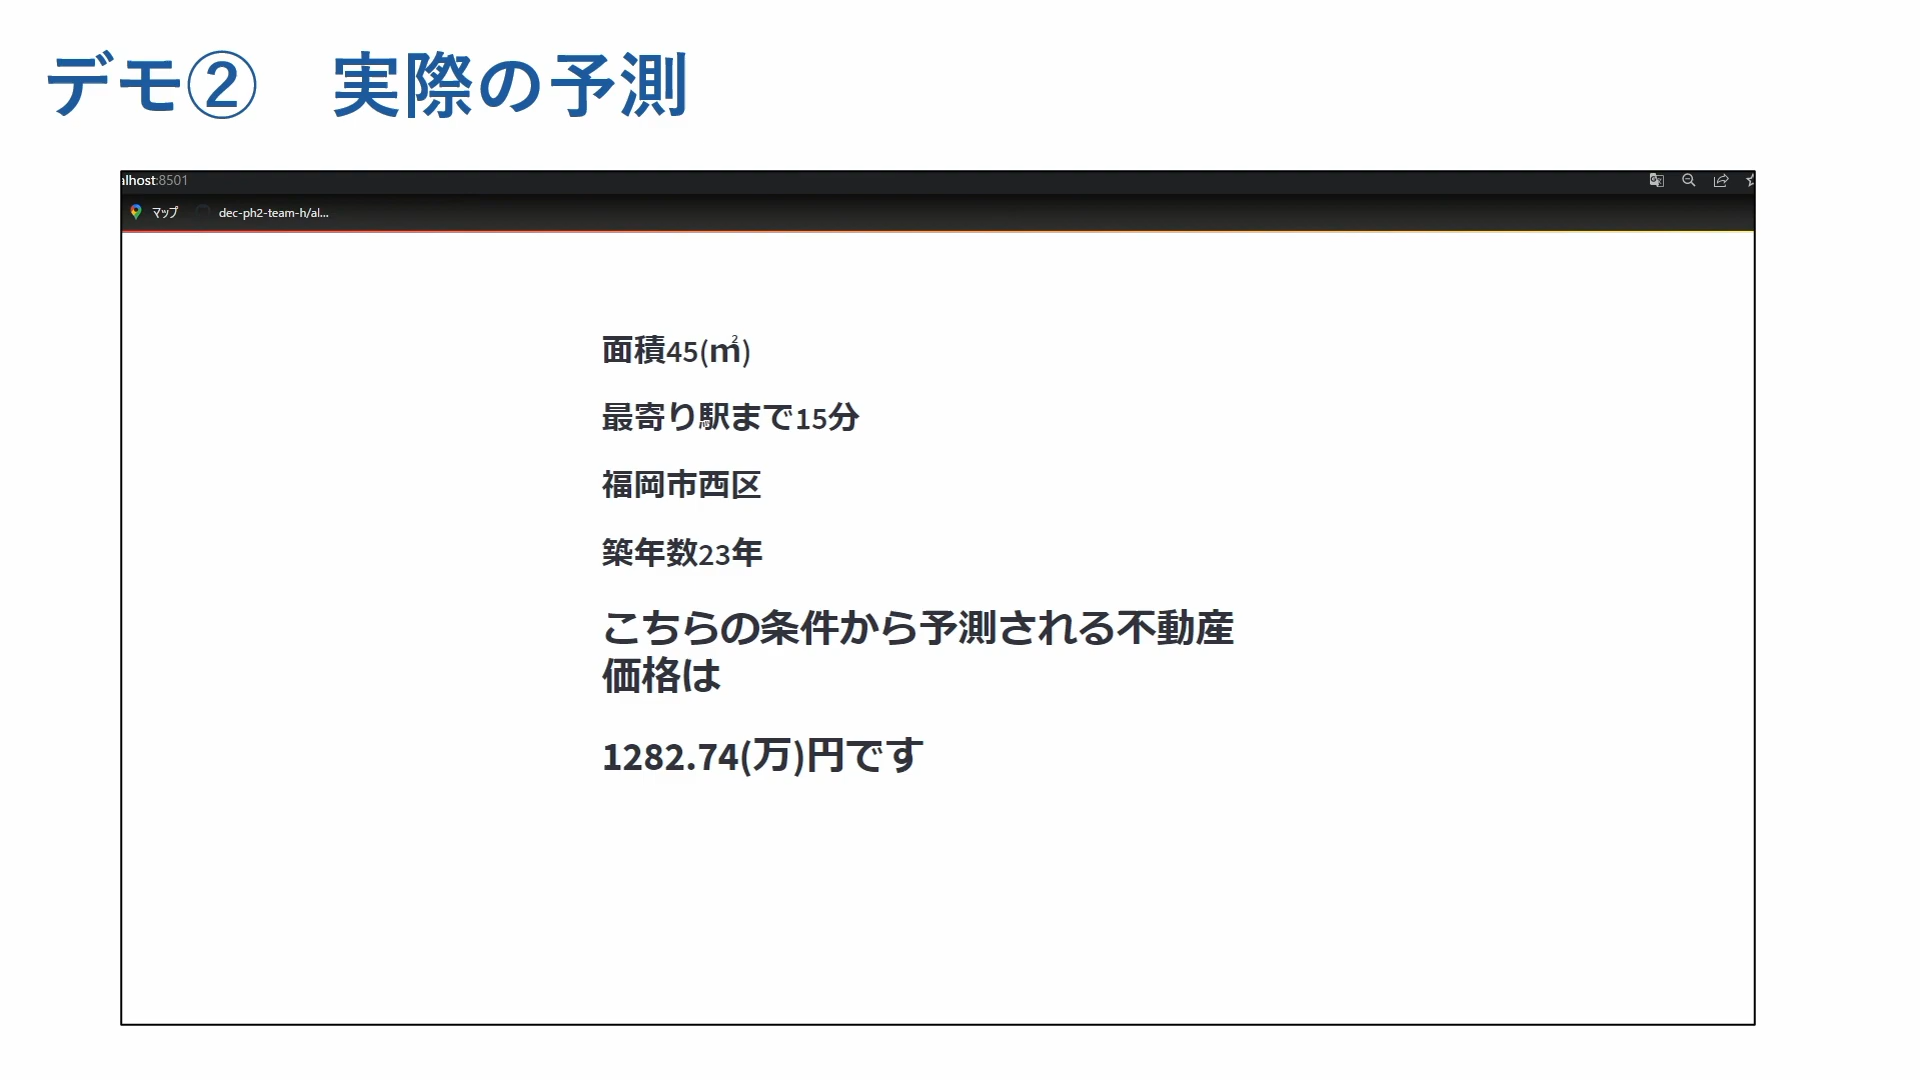 デモ② 実際の予測
alhost:8501
マップ dec-ph2-team-h/al...
面積45(㎡)
最寄り駅まで15分
福岡市西区
築年数23年
こちらの条件から予測される不動産
価格は
1282.74(万)円です